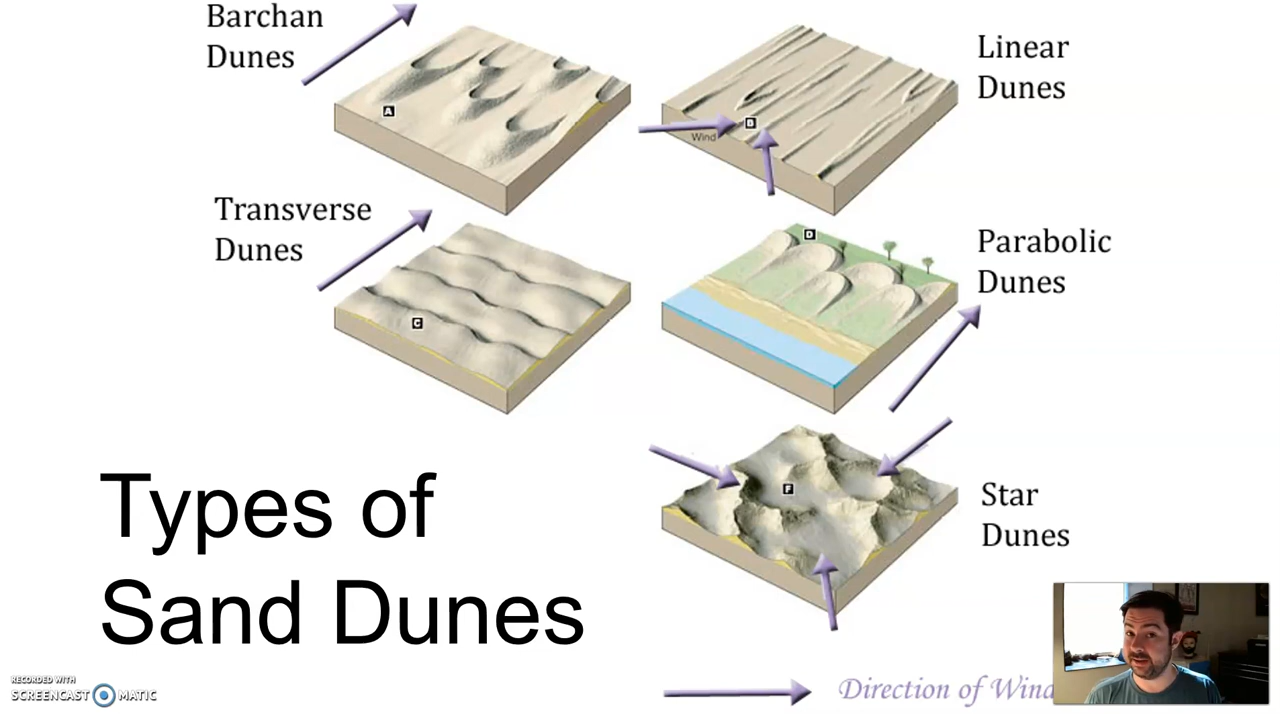 Barchan
Dunes
A
Linear
Dunes
B
Wind
Transverse
Dunes
C
D
Parabolic
Dunes
F
Star
Dunes
Types of
Sand Dunes
RECORDED WITH
SCREENCAST MATIC
Direction of Wind